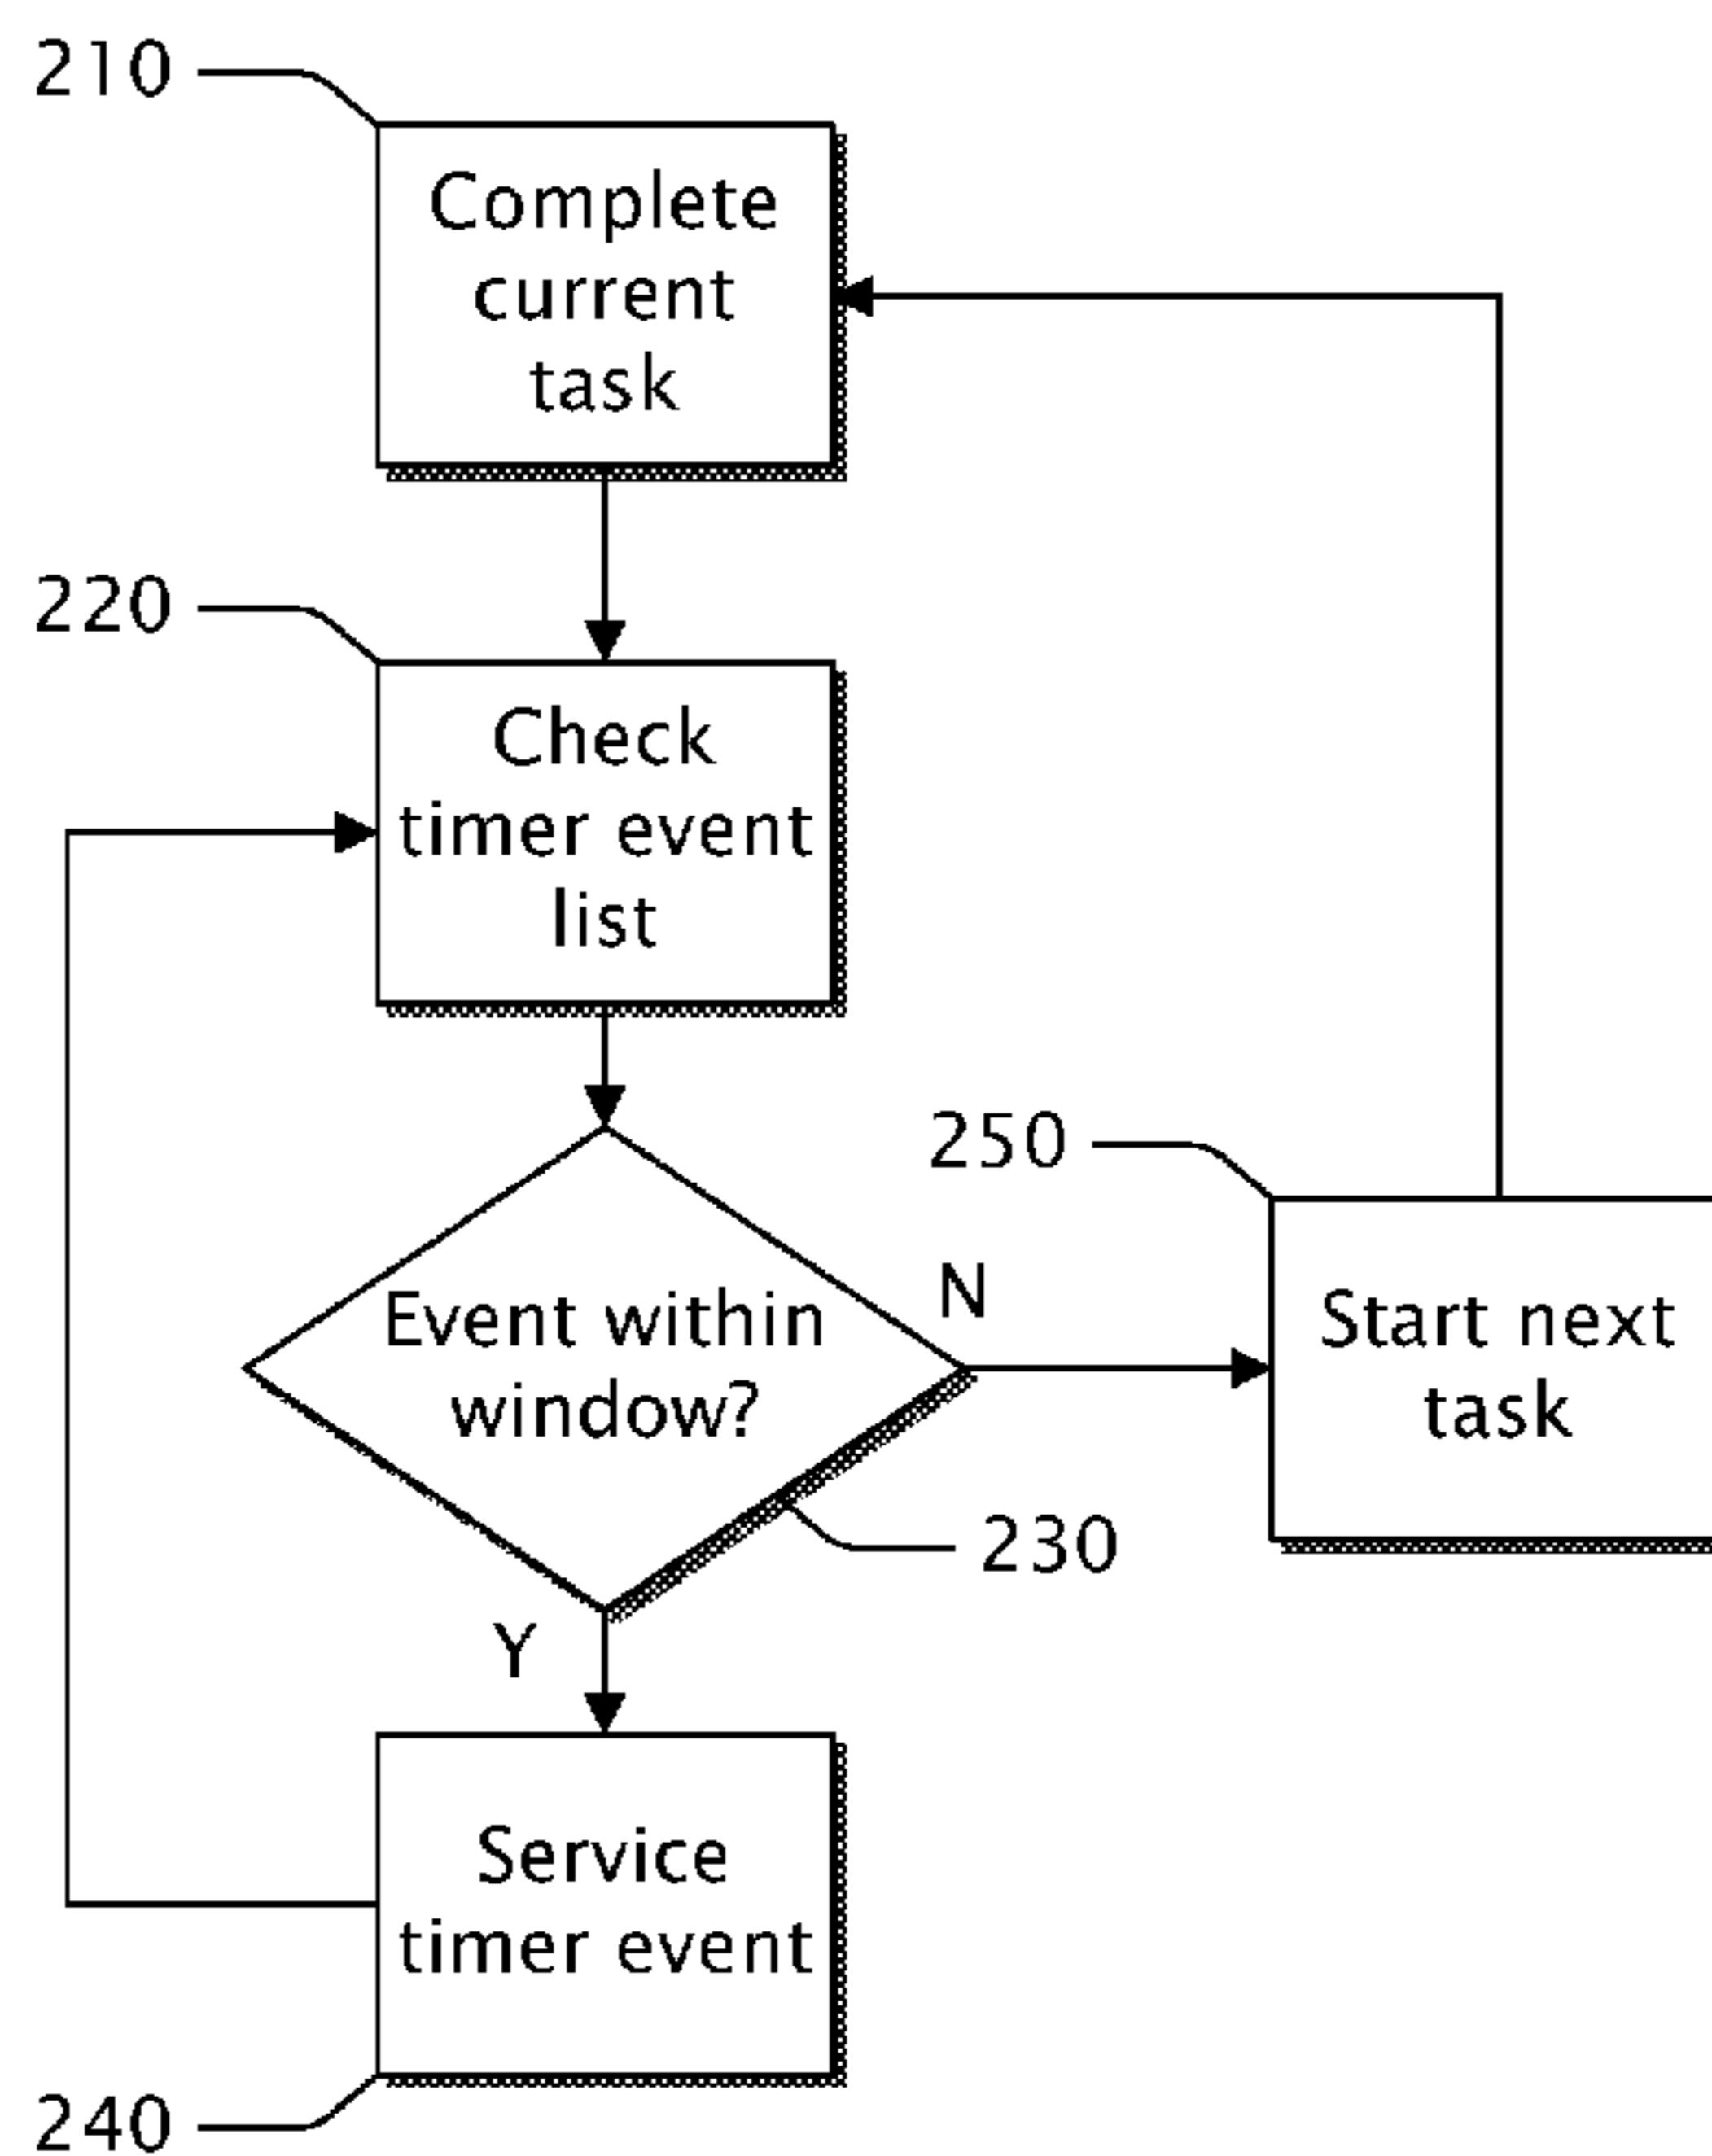 210
Complete
current
task
220
Check
timer event
list
250
N
Event within
window?
Start next
task
230
Y
Service
timer event
240